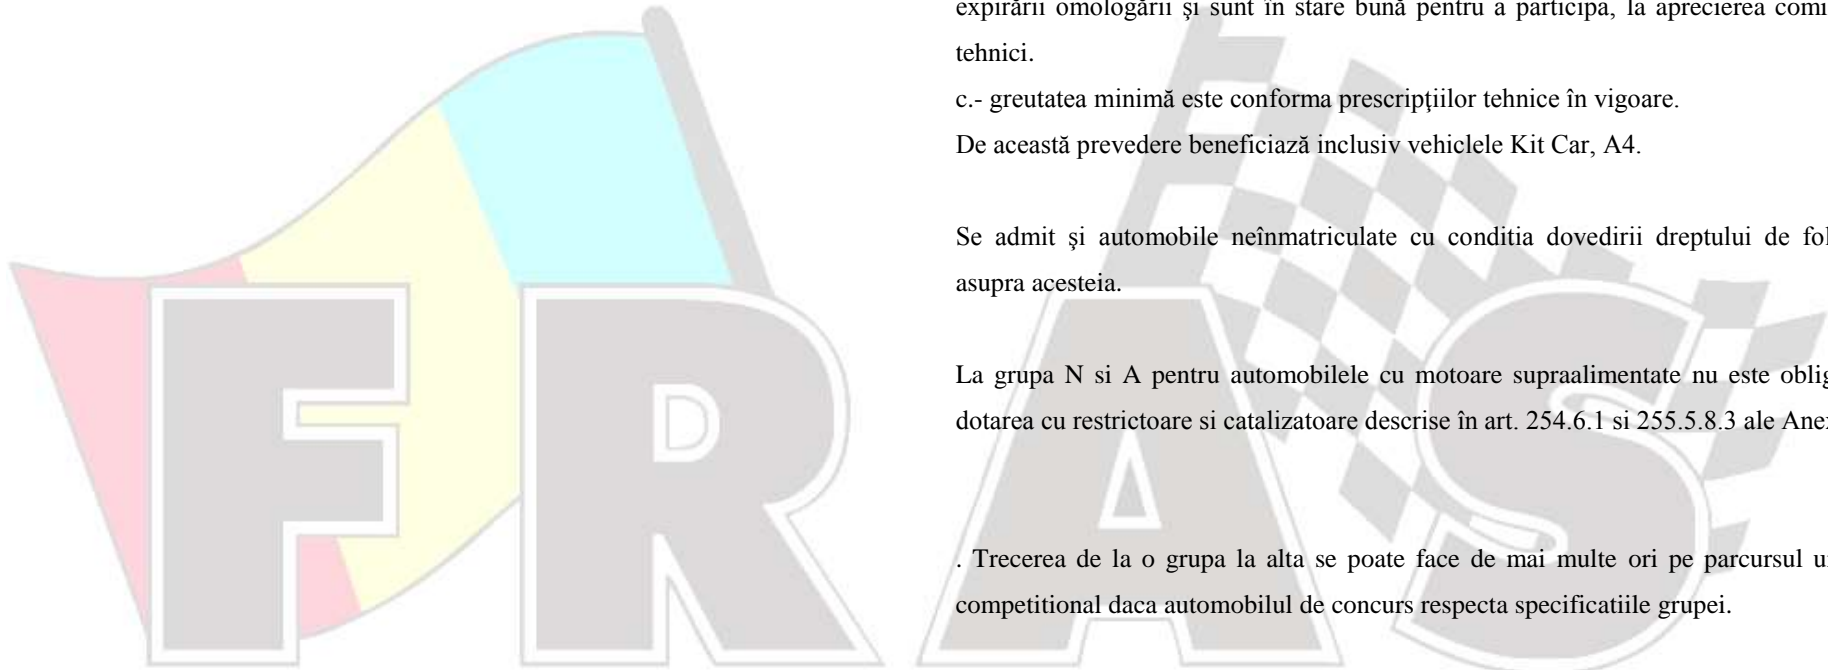 FRAS
expirării omologării şi sunt în stare bună pentru a participa, la aprecierea
tehnici.
c.- greutatea minimă este conforma prescripţiilor tehnice în vigoare.
De această prevedere beneficiază inclusiv vehiclele Kit Car, A4.
Se admit şi automobile neînmatriculate cu conditia dovedirii dreptului de
asupra acesteia.
La grupa N si A pentru automobilele cu motoare supraalimentate nu este
dotarea cu restrictoare si catalizatoare descrise în art. 254.6.1 si 255.5.8.3 ale
. Trecerea de la o grupa la alta se poate face de mai multe ori pe parcursul
competitional daca automobilul de concurs respecta specificatiile grupei.